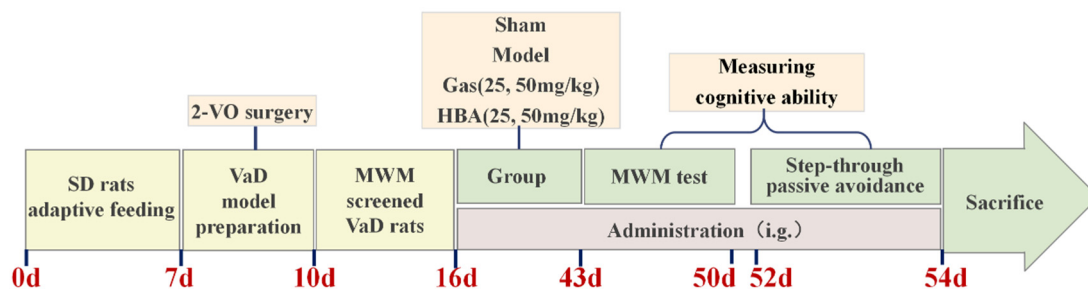 Sham
Model
Gas(25, 50mg/kg)
HBA(25, 50mg/kg)
Measuring
cognitive ability
2-VO surgery
SD rats
adaptive feeding
VaD
model
preparation
MWM
screened
VaD rats
Group
MWM test
Step-through
passive avoidance
Administration（i.g.）
Sacrifice
0d 7d 10d 16d 43d 50d 52d 54d